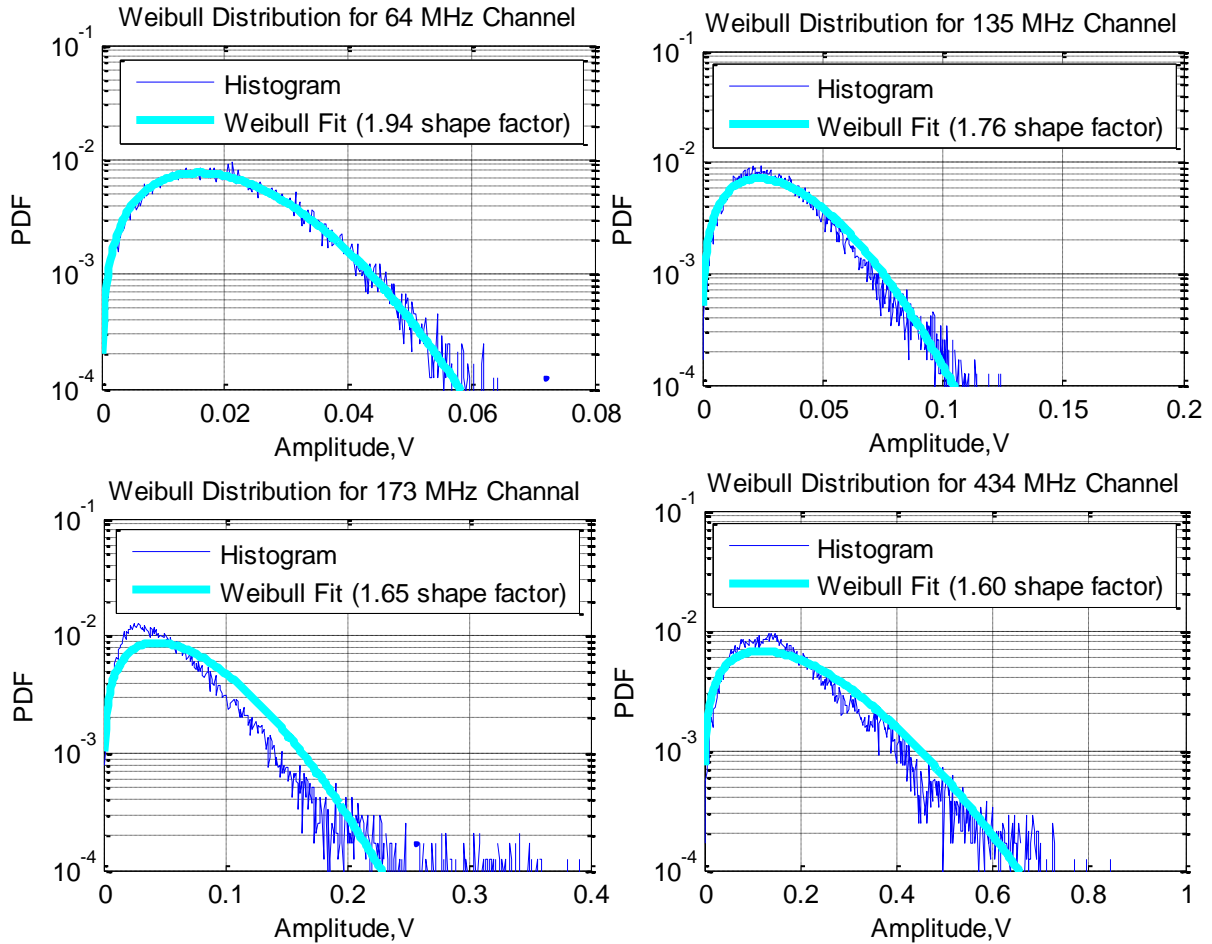 Weibull Distribution for 64 MHz Channel
10^-1
10^-2
10^-3
10^-4
PDF
Histogram
Weibull Fit (1.94 shape factor)
0 0.02 0.04 0.06 0.08
Amplitude,V
Weibull Distribution for 135 MHz Channel
10^-1
10^-2
10^-3
10^-4
PDF
Histogram
Weibull Fit (1.76 shape factor)
0 0.05 0.1 0.15 0.2
Amplitude,V
Weibull Distribution for 173 MHz Channal
10^-1
10^-2
10^-3
10^-4
PDF
Histogram
Weibull Fit (1.65 shape factor)
0 0.1 0.2 0.3 0.4
Amplitude,V
Weibull Distribution for 434 MHz Channel
10^-1
10^-2
10^-3
10^-4
PDF
Histogram
Weibull Fit (1.60 shape factor)
0 0.2 0.4 0.6 0.8 1
Amplitude,V